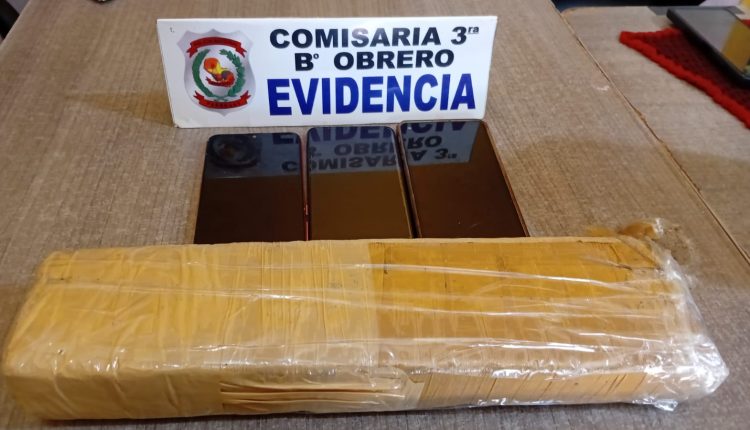 COMISARIA 3ra
Bº OBRERO
EVIDENCIA